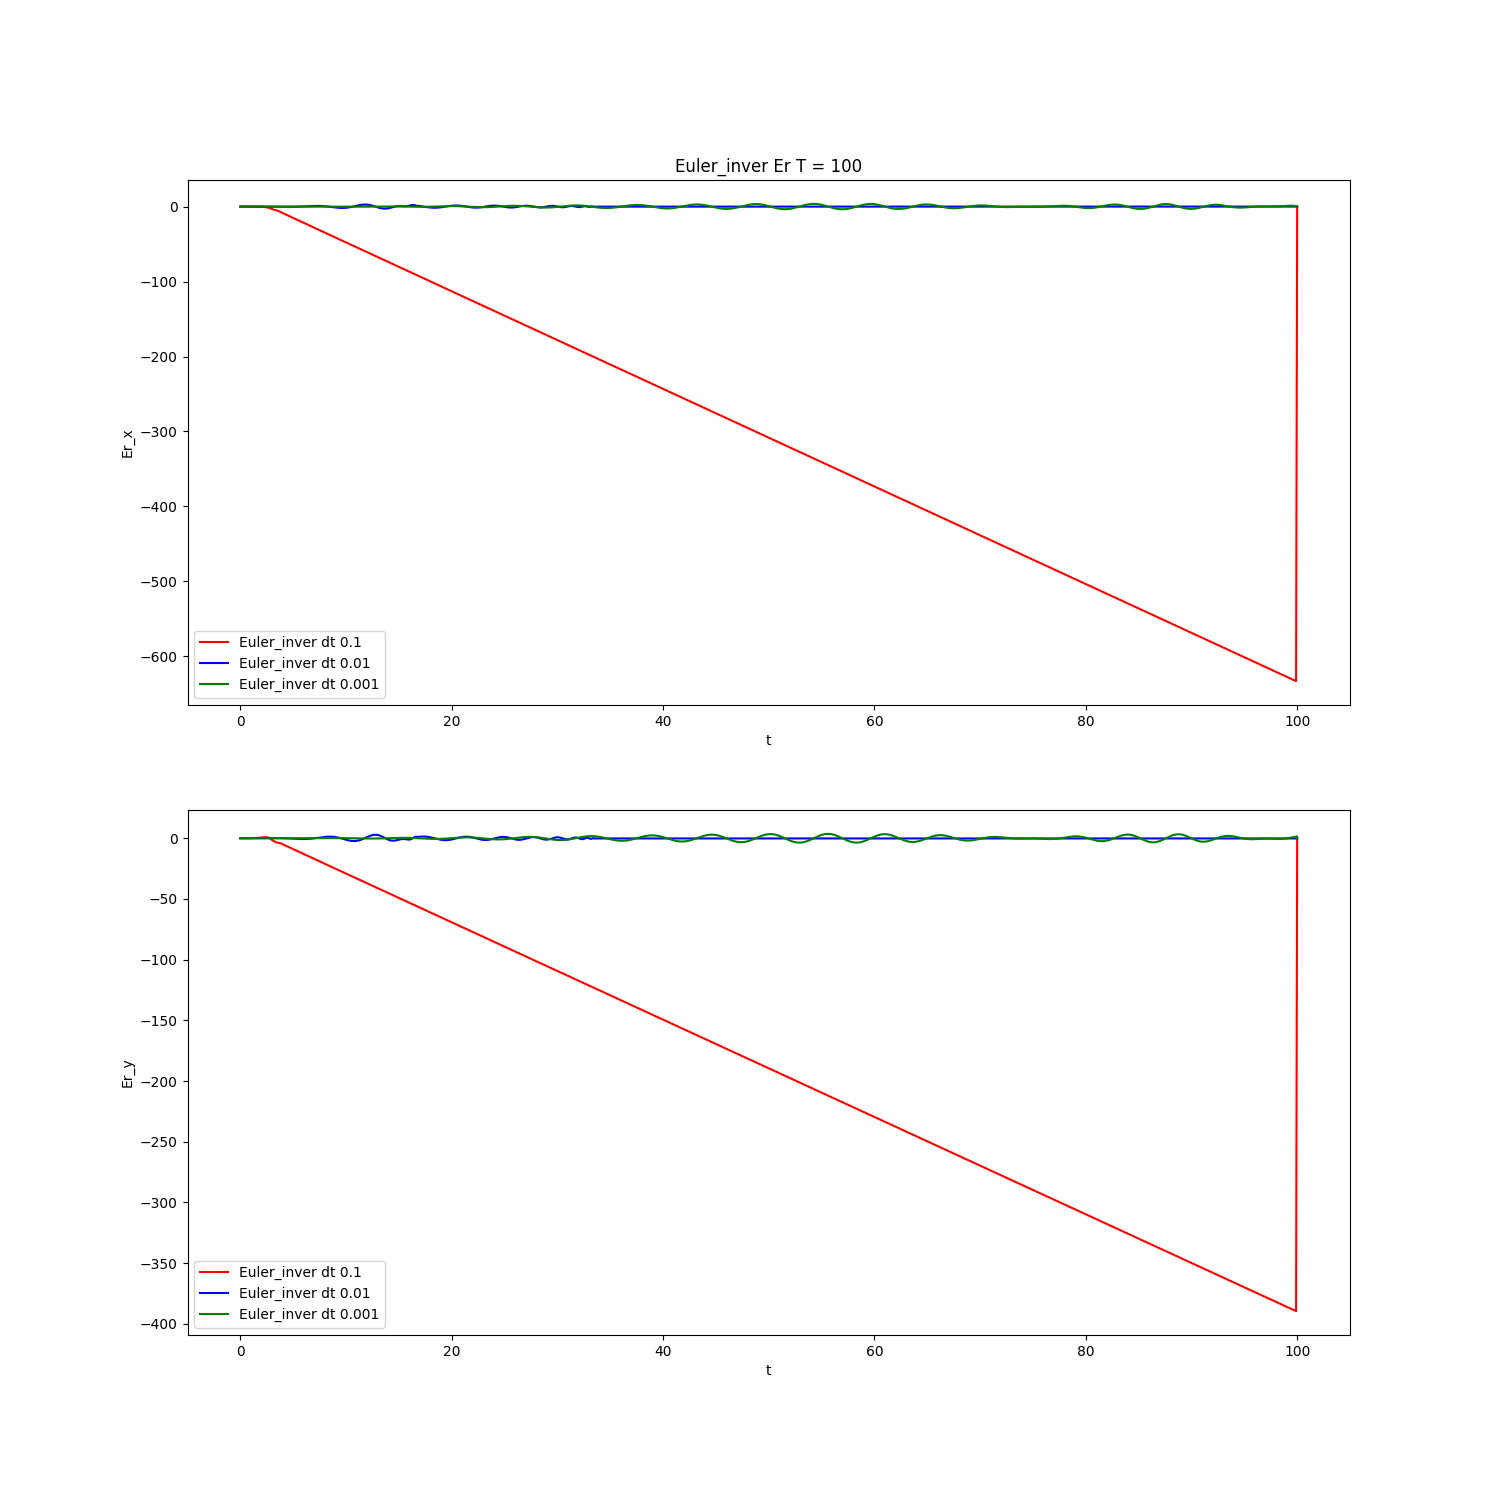 Euler_inver Er T = 100
0
−100
−200
−300
−400
−500
−600
Er_x
Euler_inver dt 0.1
Euler_inver dt 0.01
Euler_inver dt 0.001
0 20 40 60 80 100
t
0
−50
−100
−150
−200
−250
−300
−350
−400
Er_y
Euler_inver dt 0.1
Euler_inver dt 0.01
Euler_inver dt 0.001
0 20 40 60 80 100
t